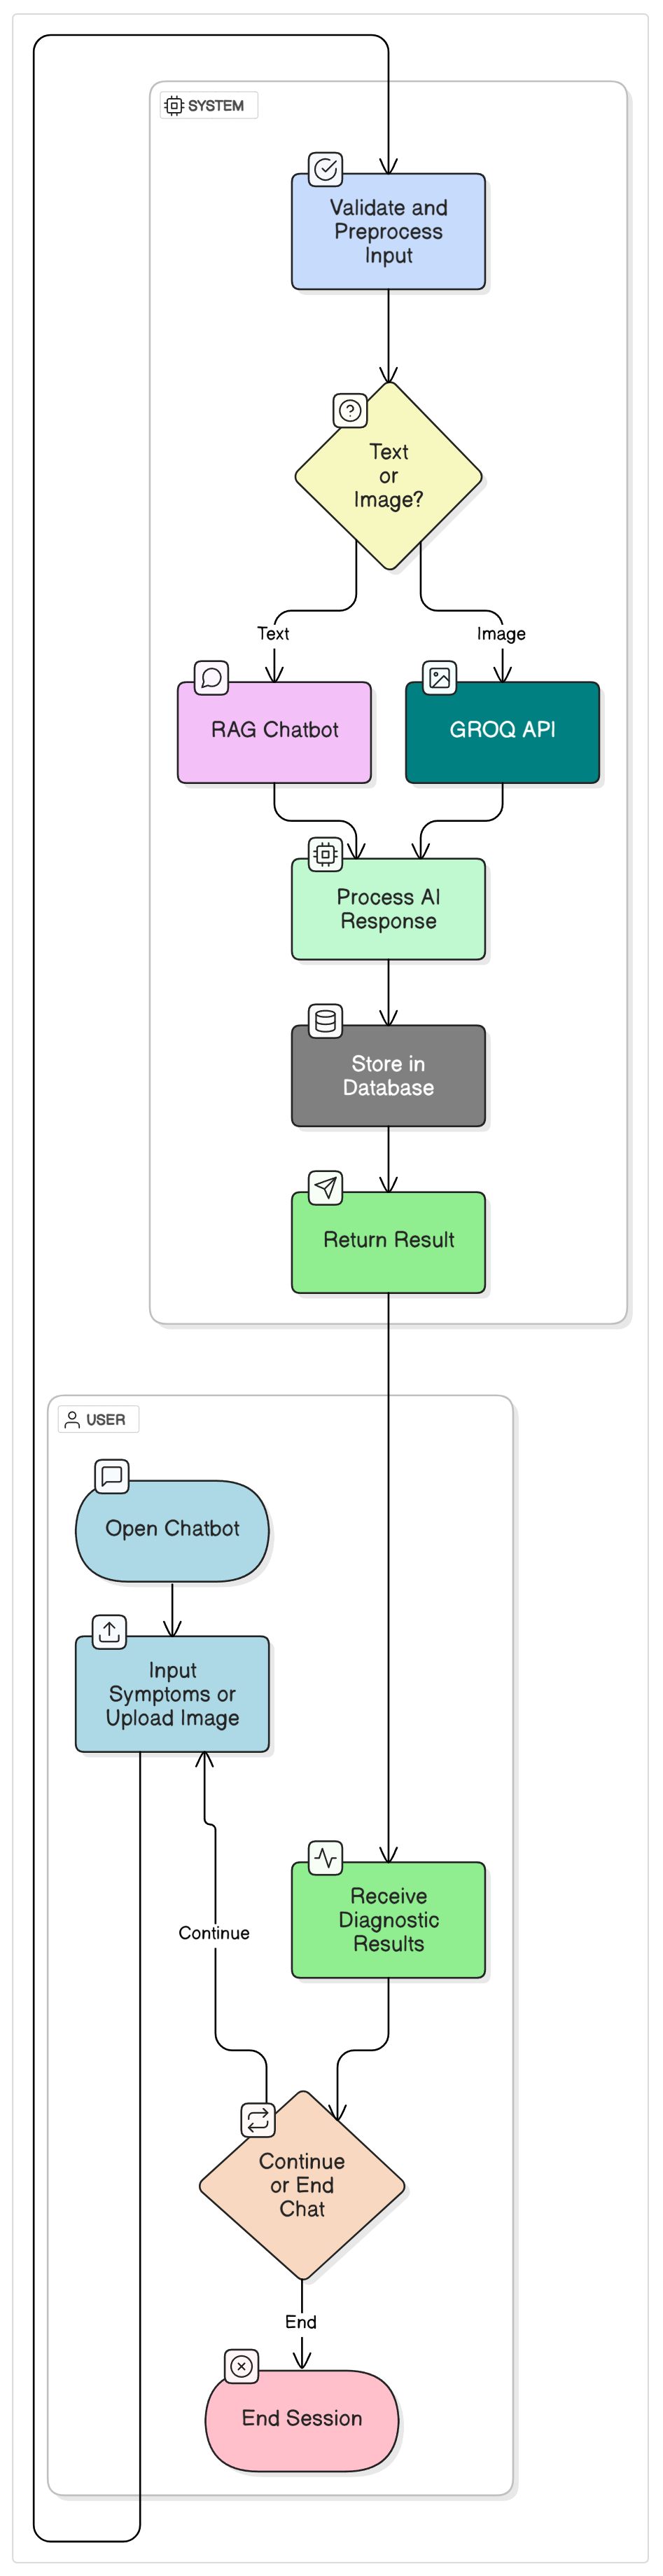 SYSTEM
Validate and
Preprocess
Input
Text
or
Image?
Text
Image
RAG Chatbot
GROQ API
Process AI
Response
Store in
Database
Return Result
USER
Open Chatbot
Input
Symptoms or
Upload Image
Receive
Diagnostic
Results
Continue
Continue
or End
Chat
End
End Session